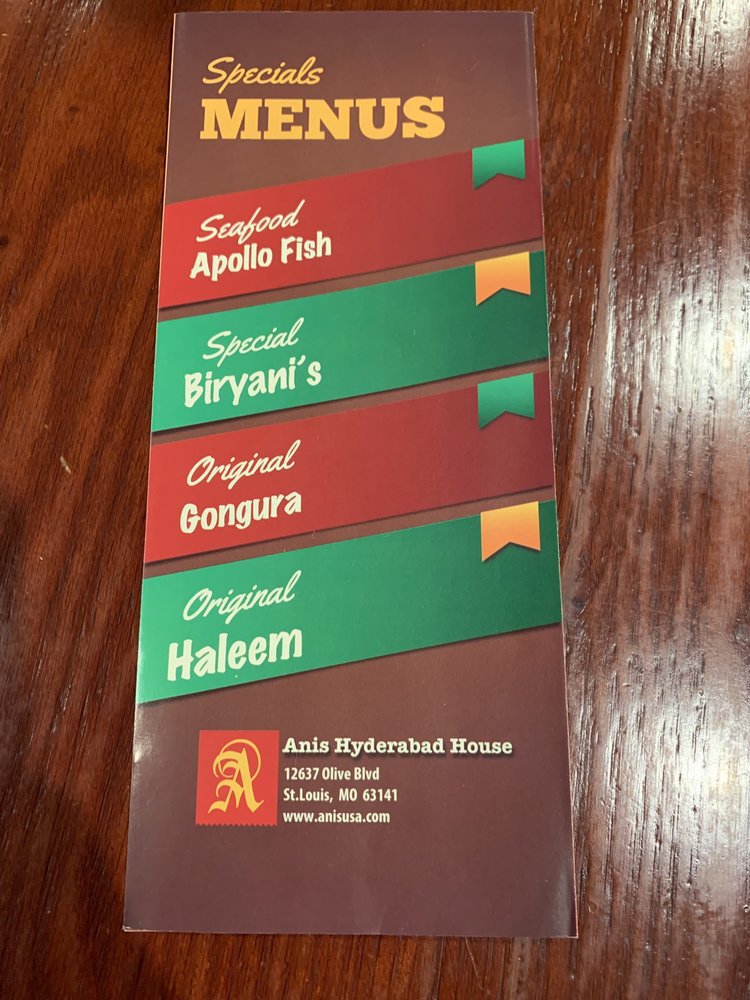 Specials
MENUS
Seafood
Apollo Fish
Special
Biryani's
Original
Gongura
Original
Haleem
A
Anis Hyderabad House
12637 Olive Blvd
St.Louis, MO 63141
www.anisusa.com